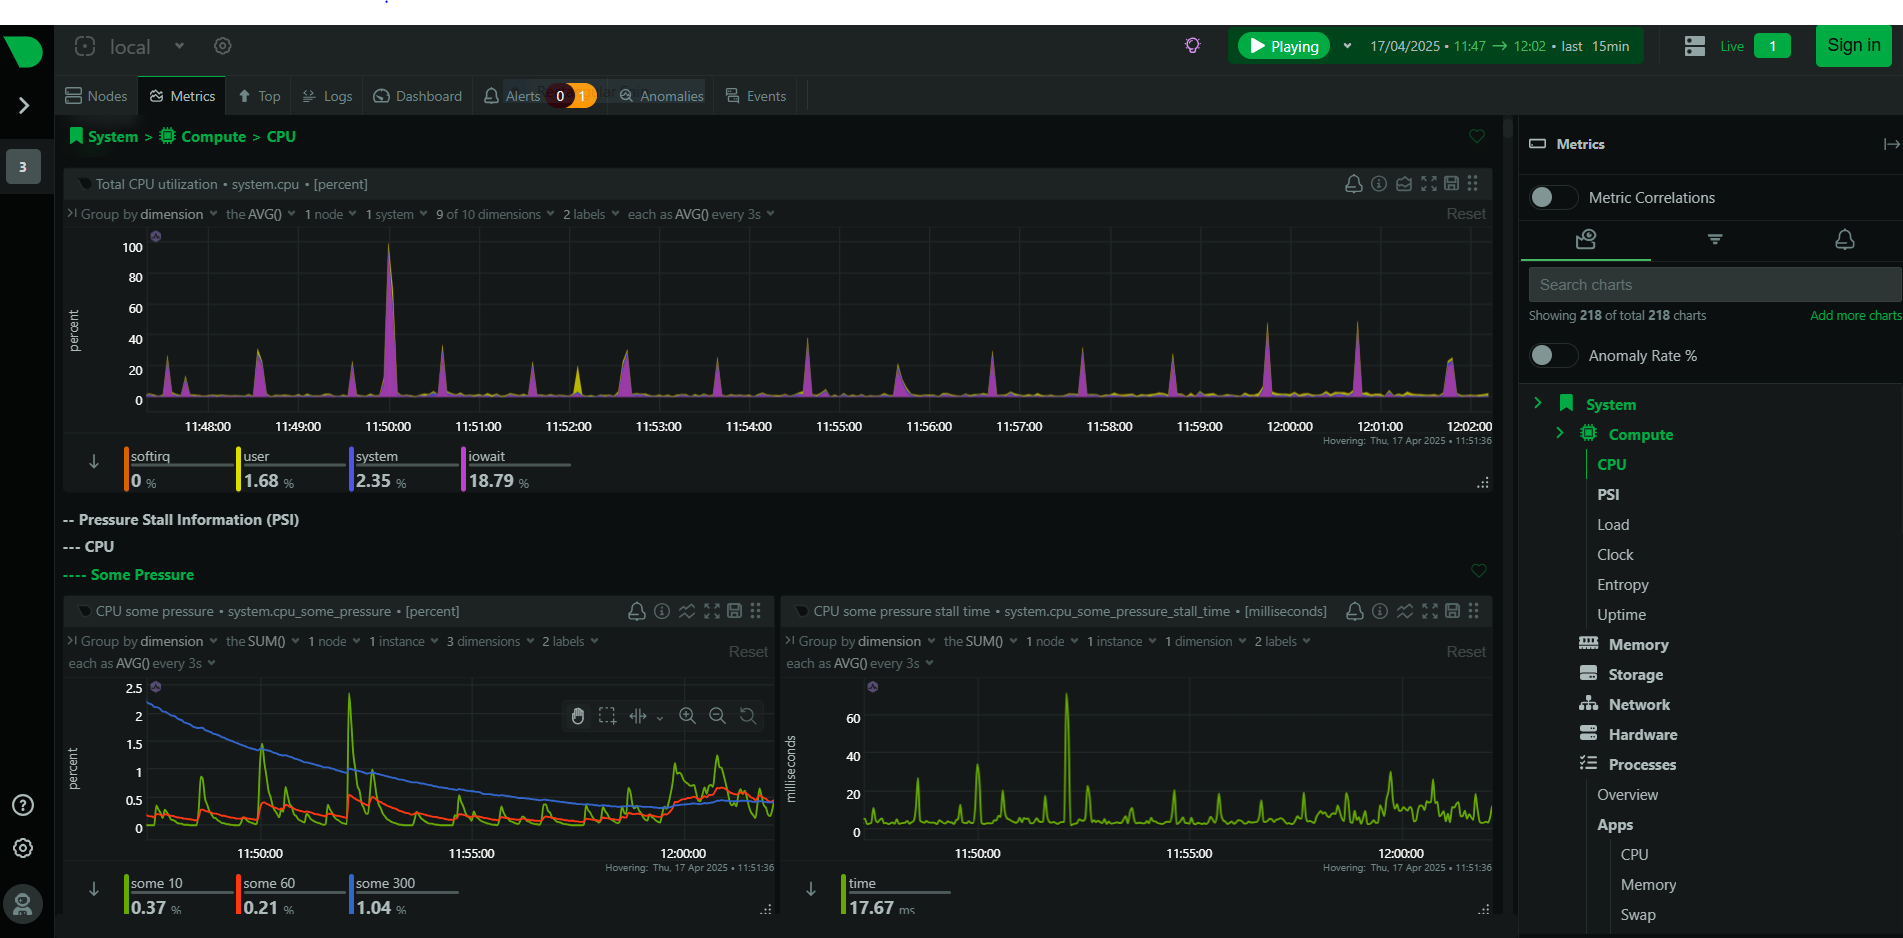 local
Playing 17/04/2025 • 11:47 → 12:02 • last 15min
Live 1
Sign in
Nodes Metrics Top Logs Dashboard Alerts 0 1 Anomalies Events
3
System > Compute > CPU
Total CPU utilization • system.cpu • [percent]
Group by dimension the AVG() 1 node 1 system 9 of 10 dimensions 2 labels each as AVG() every 3s
Reset
percent
100
80
60
40
20
0
11:48:00 11:49:00 11:50:00 11:51:00 11:52:00 11:53:00 11:54:00 11:55:00 11:56:00 11:57:00 11:58:00 11:59:00 12:00:00 12:01:00 12:02:00
Hovering: Thu, 17 Apr 2025 • 11:51:36
softirq user system iowait
0 % 1.68 % 2.35 % 18.79 %
-- Pressure Stall Information (PSI)
--- CPU
---- Some Pressure
CPU some pressure • system.cpu_some_pressure • [percent]
Group by dimension the SUM() 1 node 1 instance 3 dimensions 2 labels
each as AVG() every 3s
Reset
percent
2.5
2
1.5
1
0.5
0
11:50:00 11:55:00 12:00:00
Hovering: Thu, 17 Apr 2025 • 11:51:36
some 10 some 60 some 300
0.37 % 0.21 % 1.04 %
CPU some pressure stall time • system.cpu_some_pressure_stall_time • [milliseconds]
Group by dimension the SUM() 1 node 1 instance 1 dimension 2 labels
each as AVG() every 3s
Reset
milliseconds
60
40
20
0
11:50:00 11:55:00 12:00:00
Hovering: Thu, 17 Apr 2025 • 11:51:36
time
17.67 ms
Metrics
Metric Correlations
Search charts
Showing 218 of total 218 charts
Add more charts
Anomaly Rate %
System
Compute
CPU
PSI
Load
Clock
Entropy
Uptime
Memory
Storage
Network
Hardware
Processes
Overview
Apps
CPU
Memory
Swap